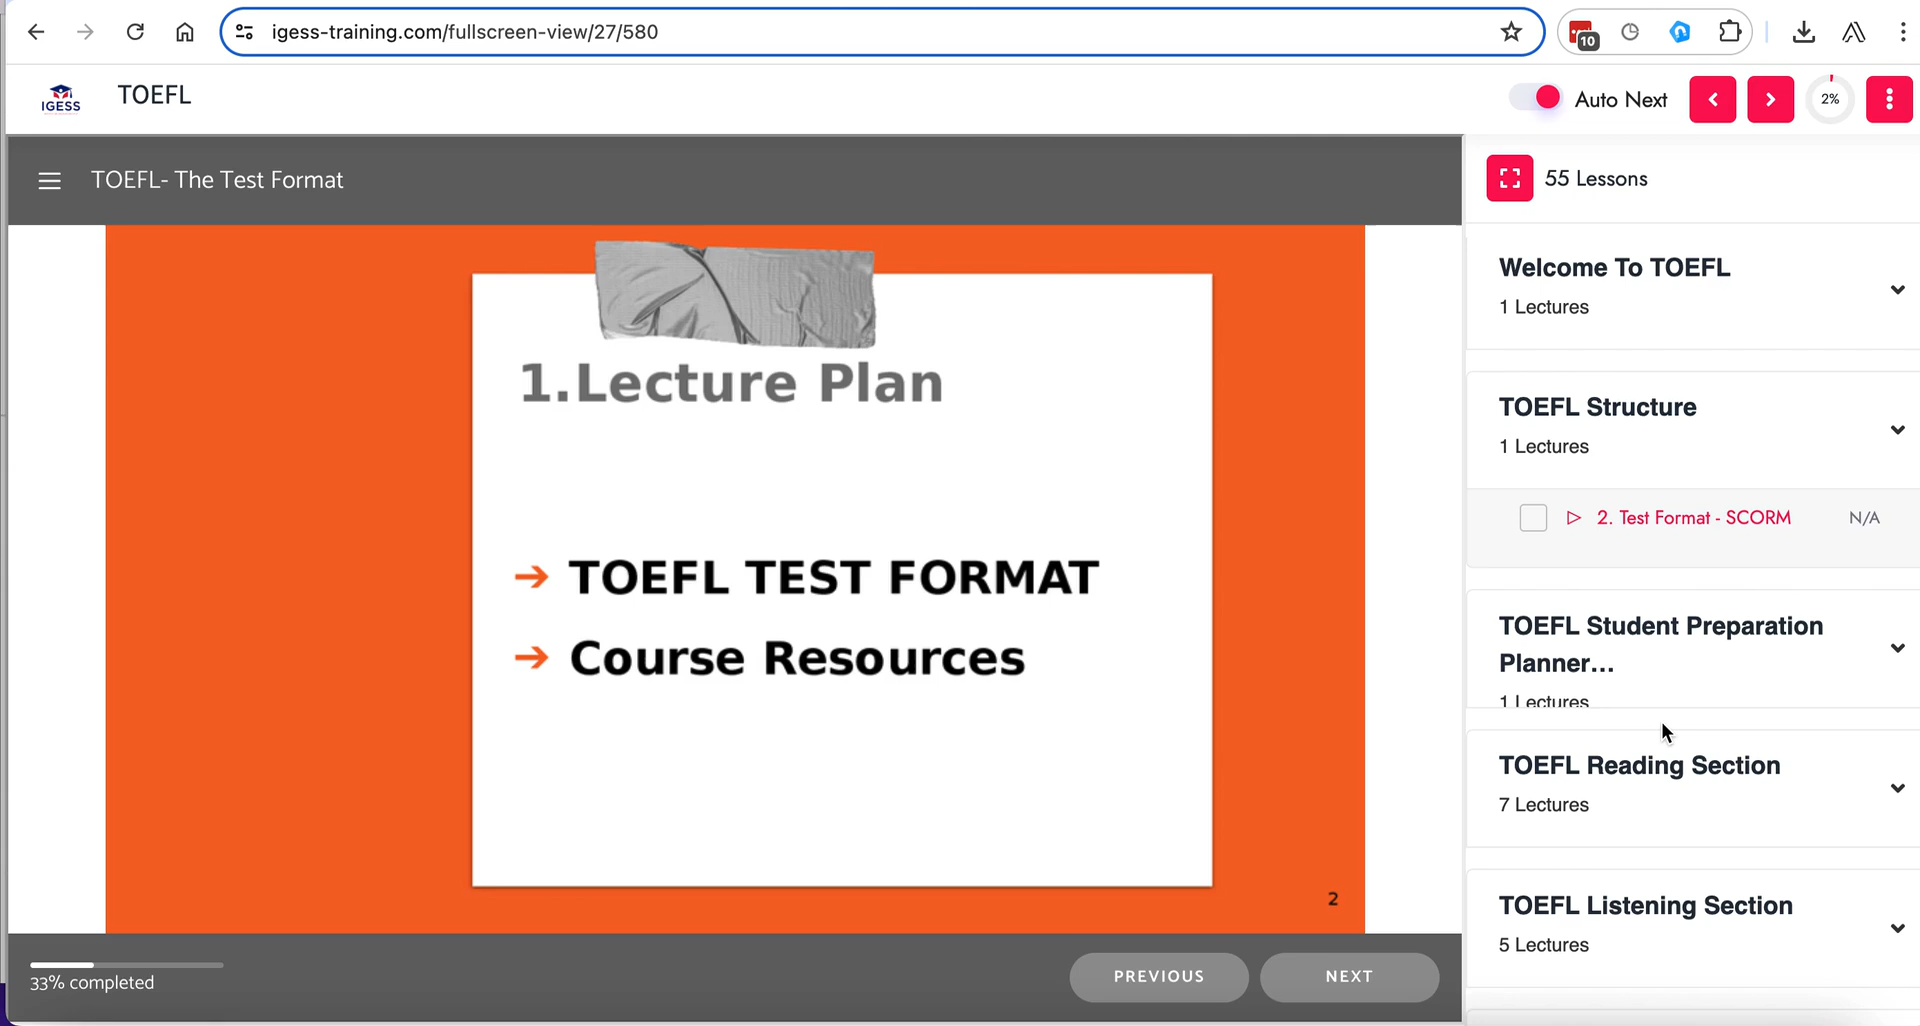 igess-training.com/fullscreen-view/27/580
10
IGESS
TOEFL
Auto Next
2%
TOEFL- The Test Format
55 Lessons
1.Lecture Plan
➔ TOEFL TEST FORMAT
➔ Course Resources
2
33% completed
PREVIOUS
NEXT
Welcome To TOEFL
1 Lectures
TOEFL Structure
1 Lectures
2. Test Format - SCORM
N/A
TOEFL Student Preparation
Planner...
1 Lectures
TOEFL Reading Section
7 Lectures
TOEFL Listening Section
5 Lectures